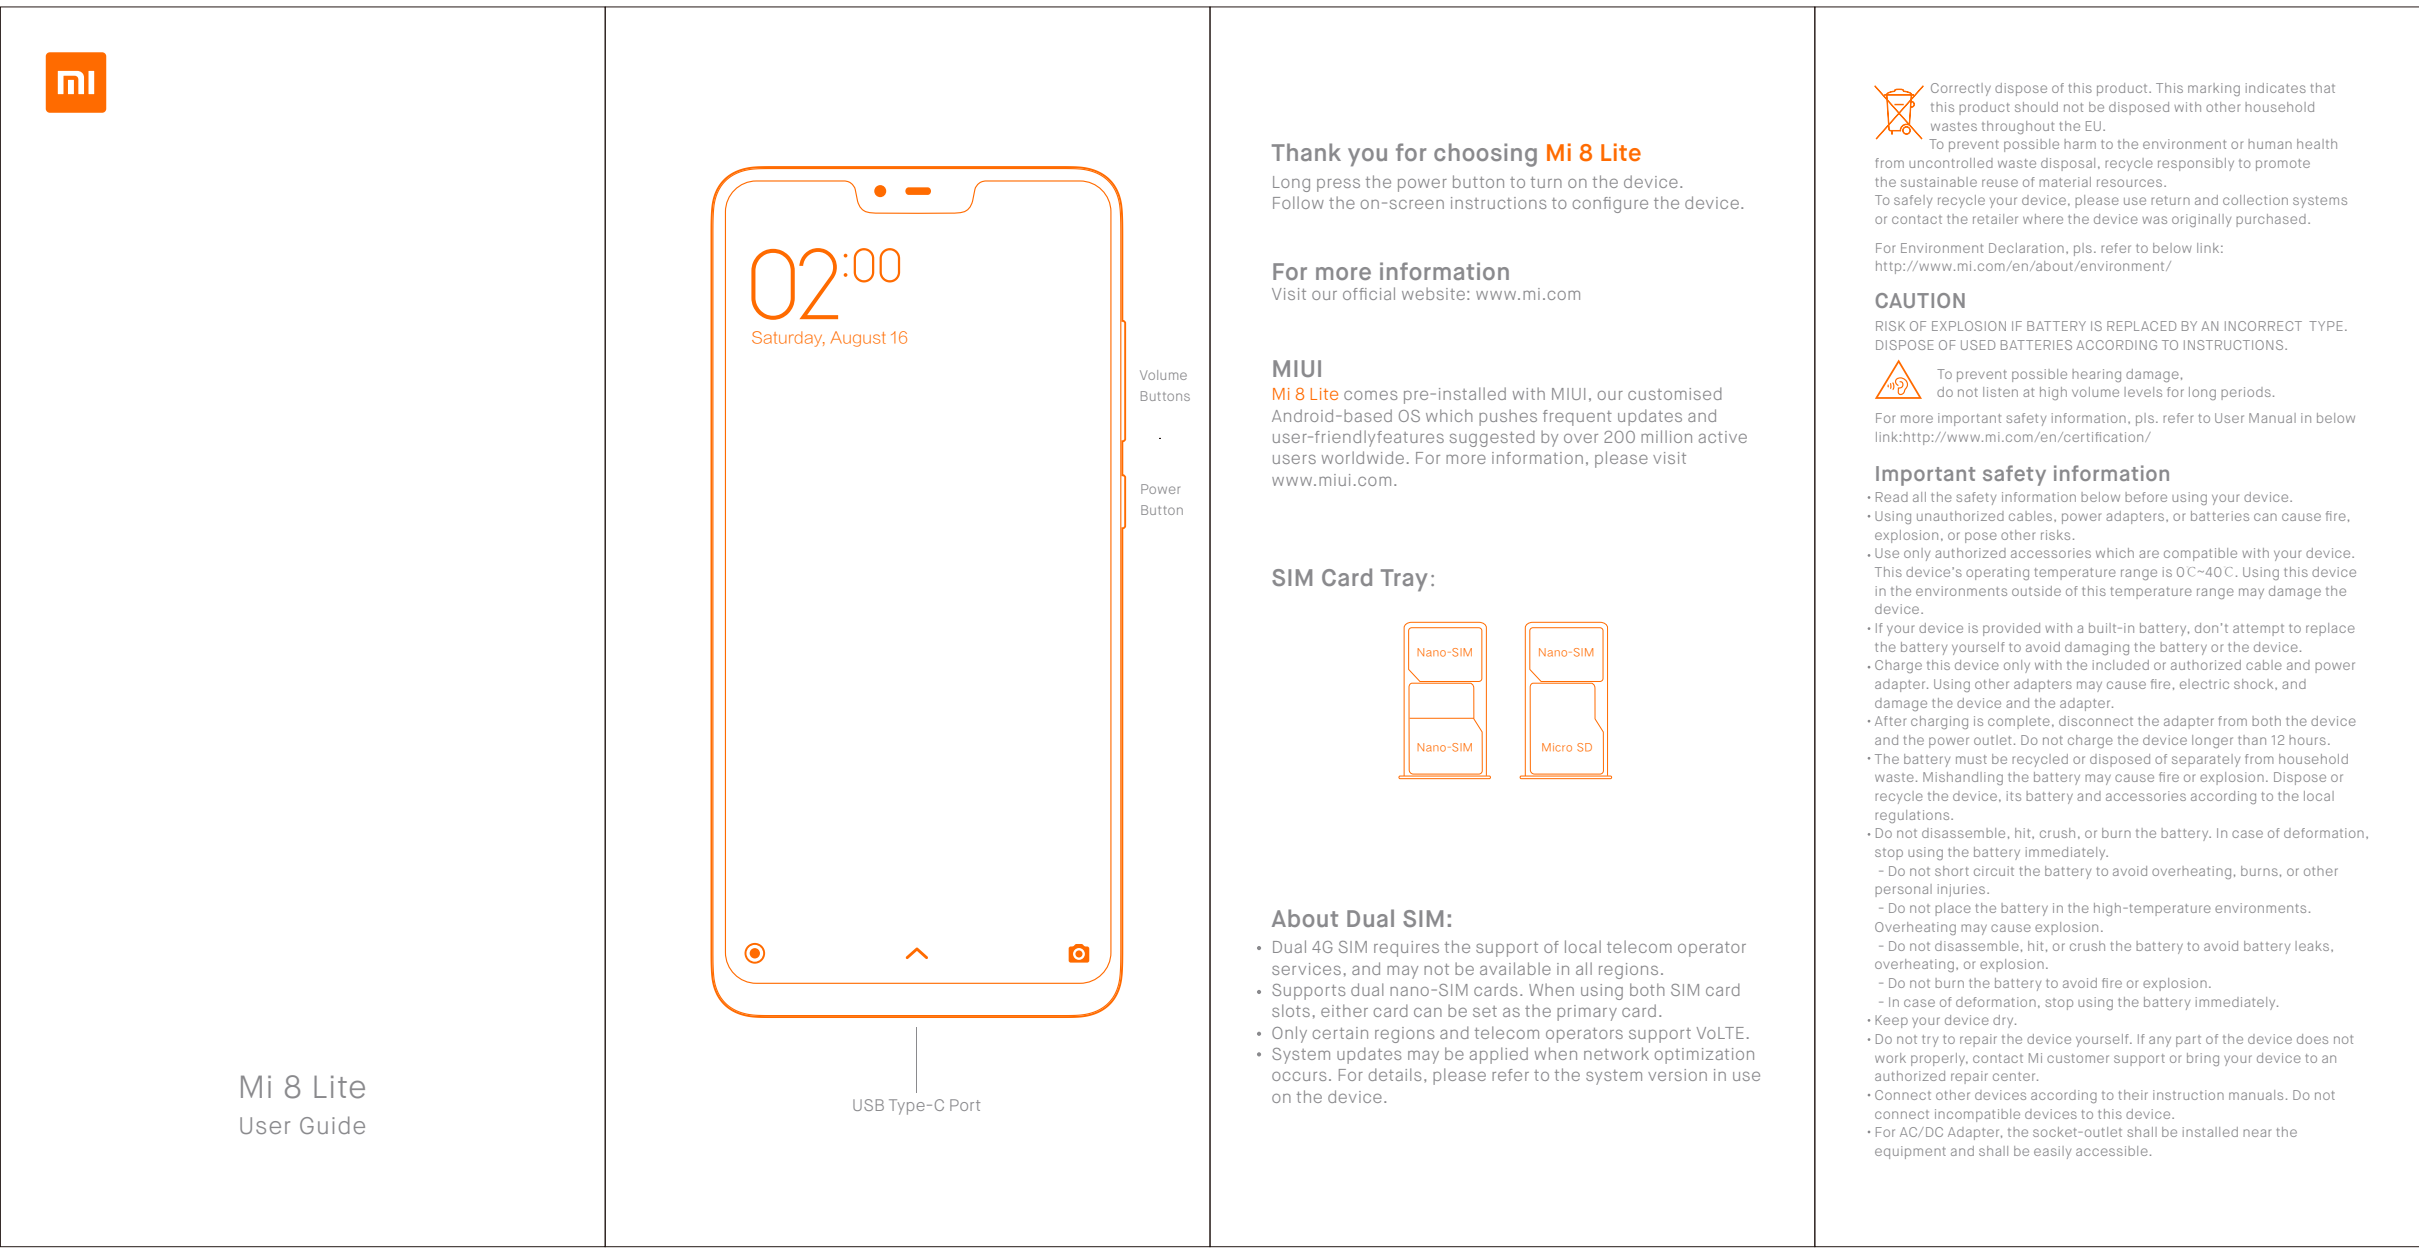 mi
Mi 8 Lite
User Guide
02:00
Saturday, August 16
Volume
Buttons
Power
Button
USB Type-C Port
Thank you for choosing Mi 8 Lite
Long press the power button to turn on the device.
Follow the on-screen instructions to configure the device.
For more information
Visit our official website: www.mi.com
MIUI
Mi 8 Lite comes pre-installed with MIUI, our customised
Android-based OS which pushes frequent updates and
user-friendlyfeatures suggested by over 200 million active
users worldwide. For more information, please visit
www.miui.com.
SIM Card Tray:
Nano-SIM
Nano-SIM
Nano-SIM
Micro SD
About Dual SIM:
• Dual 4G SIM requires the support of local telecom operator
services, and may not be available in all regions.
• Supports dual nano-SIM cards. When using both SIM card
slots, either card can be set as the primary card.
• Only certain regions and telecom operators support VoLTE.
• System updates may be applied when network optimization
occurs. For details, please refer to the system version in use
on the device.
Correctly dispose of this product. This marking indicates that
this product should not be disposed with other household
wastes throughout the EU.
To prevent possible harm to the environment or human health
from uncontrolled waste disposal, recycle responsibly to promote
the sustainable reuse of material resources.
To safely recycle your device, please use return and collection systems
or contact the retailer where the device was originally purchased.
For Environment Declaration, pls. refer to below link:
http://www.mi.com/en/about/environment/
CAUTION
RISK OF EXPLOSION IF BATTERY IS REPLACED BY AN INCORRECT TYPE.
DISPOSE OF USED BATTERIES ACCORDING TO INSTRUCTIONS.
To prevent possible hearing damage,
do not listen at high volume levels for long periods.
For more important safety information, pls. refer to User Manual in below
link:http://www.mi.com/en/certification/
Important safety information
• Read all the safety information below before using your device.
• Using unauthorized cables, power adapters, or batteries can cause fire,
explosion, or pose other risks.
• Use only authorized accessories which are compatible with your device.
This device's operating temperature range is 0℃~40℃. Using this device
in the environments outside of this temperature range may damage the
device.
• If your device is provided with a built-in battery, don't attempt to replace
the battery yourself to avoid damaging the battery or the device.
• Charge this device only with the included or authorized cable and power
adapter. Using other adapters may cause fire, electric shock, and
damage the device and the adapter.
• After charging is complete, disconnect the adapter from both the device
and the power outlet. Do not charge the device longer than 12 hours.
• The battery must be recycled or disposed of separately from household
waste. Mishandling the battery may cause fire or explosion. Dispose or
recycle the device, its battery and accessories according to the local
regulations.
• Do not disassemble, hit, crush, or burn the battery. In case of deformation,
stop using the battery immediately.
- Do not short circuit the battery to avoid overheating, burns, or other
personal injuries.
- Do not place the battery in the high-temperature environments.
Overheating may cause explosion.
- Do not disassemble, hit, or crush the battery to avoid battery leaks,
overheating, or explosion.
- Do not burn the battery to avoid fire or explosion.
- In case of deformation, stop using the battery immediately.
• Keep your device dry.
• Do not try to repair the device yourself. If any part of the device does not
work properly, contact Mi customer support or bring your device to an
authorized repair center.
• Connect other devices according to their instruction manuals. Do not
connect incompatible devices to this device.
• For AC/DC Adapter, the socket-outlet shall be installed near the
equipment and shall be easily accessible.